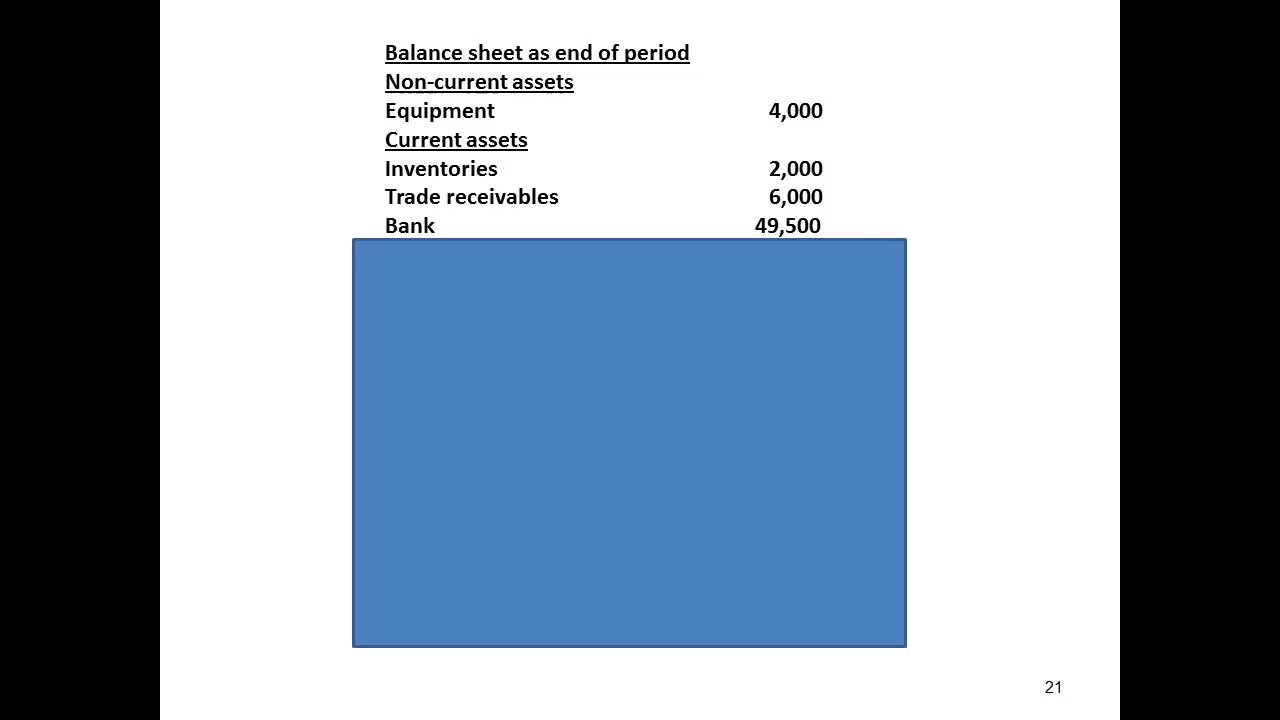 Balance sheet as end of period
Non-current assets
Equipment 4,000
Current assets
Inventories 2,000
Trade receivables 6,000
Bank 49,500
21